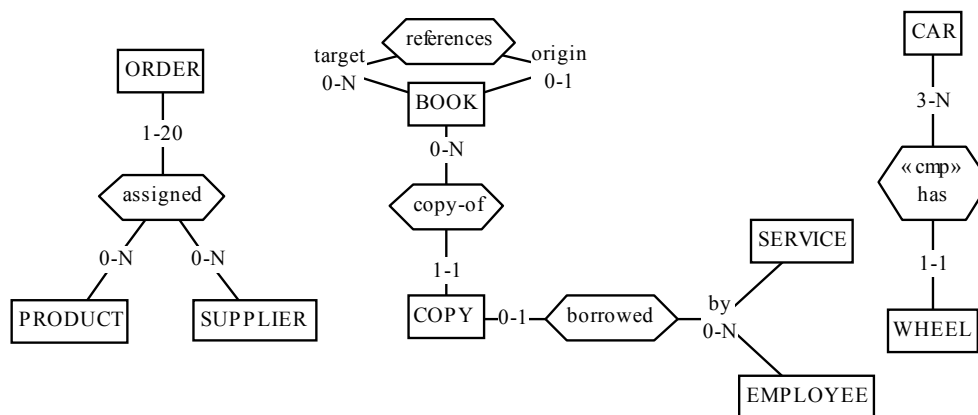 ORDER
1-20
assigned
0-N
0-N
PRODUCT
SUPPLIER
references
target
origin
0-N
0-1
BOOK
0-N
copy-of
1-1
COPY
0-1
borrowed
by
0-N
SERVICE
EMPLOYEE
CAR
3-N
«cmp»
has
1-1
WHEEL